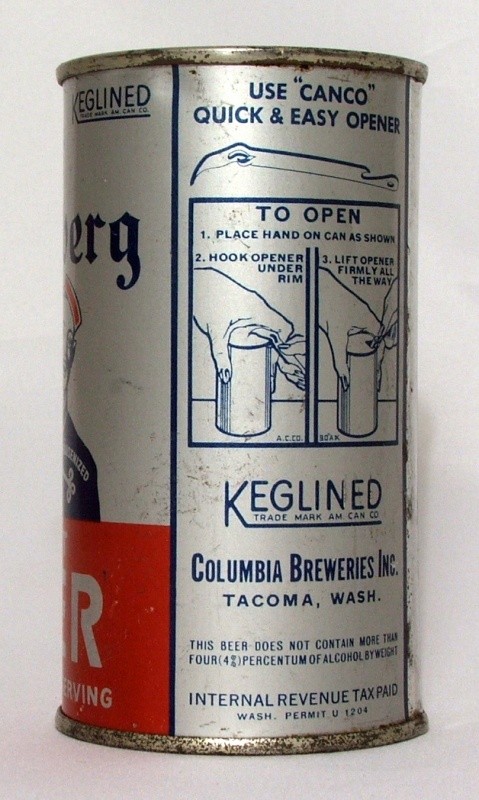 KEGLINED
TRADE MARK AM. CAN CO.
erg
ER
ERVING
USE "CANCO"
QUICK & EASY OPENER
TO OPEN
1. PLACE HAND ON CAN AS SHOWN
2. HOOK OPENER
UNDER
RIM
3. LIFT OPENER
FIRMLY ALL
THE WAY
A.C.CO.
90 A K
KEGLINED
TRADE MARK AM. CAN CO
COLUMBIA BREWERIES INC.
TACOMA, WASH.
THIS BEER DOES NOT CONTAIN MORE THAN
FOUR (4%) PERCENTUM OF ALCOHOL BY WEIGHT
INTERNAL REVENUE TAX PAID
WASH. PERMIT U 1204